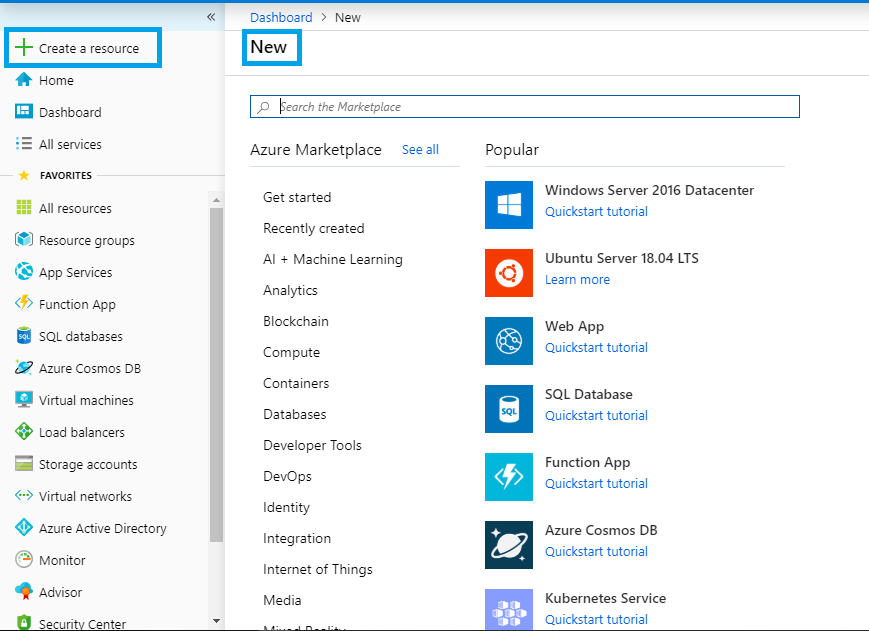 «
Create a resource
Home
Dashboard
All services
FAVORITES
All resources
Resource groups
App Services
Function App
SQL databases
Azure Cosmos DB
Virtual machines
Load balancers
Storage accounts
Virtual networks
Azure Active Directory
Monitor
Advisor
Security Center
Dashboard > New
New
Search the Marketplace
Azure Marketplace
See all
Get started
Recently created
AI + Machine Learning
Analytics
Blockchain
Compute
Containers
Databases
Developer Tools
DevOps
Identity
Integration
Internet of Things
Media
Mixed Reality
Popular
Windows Server 2016 Datacenter
Quickstart tutorial
Ubuntu Server 18.04 LTS
Learn more
Web App
Quickstart tutorial
SQL
SQL Database
Quickstart tutorial
Function App
Quickstart tutorial
Azure Cosmos DB
Quickstart tutorial
Kubernetes Service
Quickstart tutorial